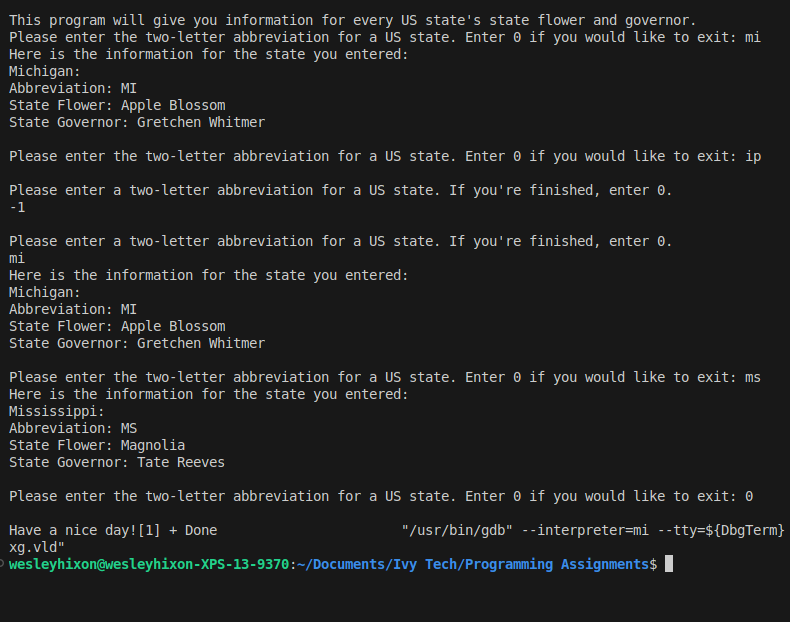 This program will give you information for every US state's state flower and governor.
Please enter the two-letter abbreviation for a US state. Enter 0 if you would like to exit: mi
Here is the information for the state you entered:
Michigan:
Abbreviation: MI
State Flower: Apple Blossom
State Governor: Gretchen Whitmer
Please enter the two-letter abbreviation for a US state. Enter 0 if you would like to exit: ip
Please enter a two-letter abbreviation for a US state. If you're finished, enter 0.
-1
Please enter a two-letter abbreviation for a US state. If you're finished, enter 0.
mi
Here is the information for the state you entered:
Michigan:
Abbreviation: MI
State Flower: Apple Blossom
State Governor: Gretchen Whitmer
Please enter the two-letter abbreviation for a US state. Enter 0 if you would like to exit: ms
Here is the information for the state you entered:
Mississippi:
Abbreviation: MS
State Flower: Magnolia
State Governor: Tate Reeves
Please enter the two-letter abbreviation for a US state. Enter 0 if you would like to exit: 0
Have a nice day![1] + Done                       "/usr/bin/gdb" --interpreter=mi --tty=${DbgTerm}
xg.vld"
wesleyhixon@wesleyhixon-XPS-13-9370:~/Documents/Ivy Tech/Programming Assignments$